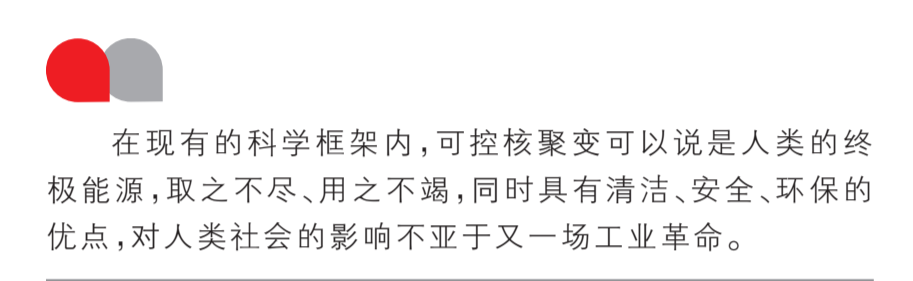 在现有的科学框架内，可控核聚变可以说是人类的终
极能源，取之不尽、用之不竭，同时具有清洁、安全、环保的
优点，对人类社会的影响不亚于又一场工业革命。